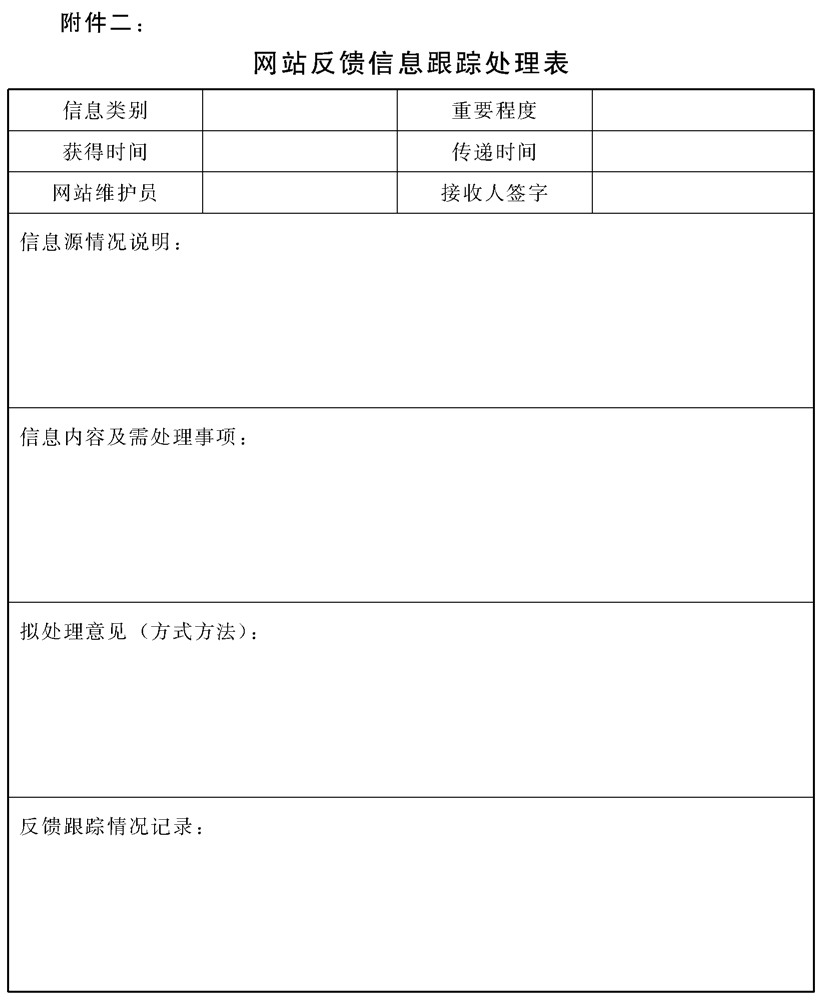 附件二：
网站反馈信息跟踪处理表
信息类别 重要程度
获得时间 传递时间
网站维护员 接收人签字
信息源情况说明：
信息内容及需处理事项：
拟处理意见（方式方法）：
反馈跟踪情况记录：